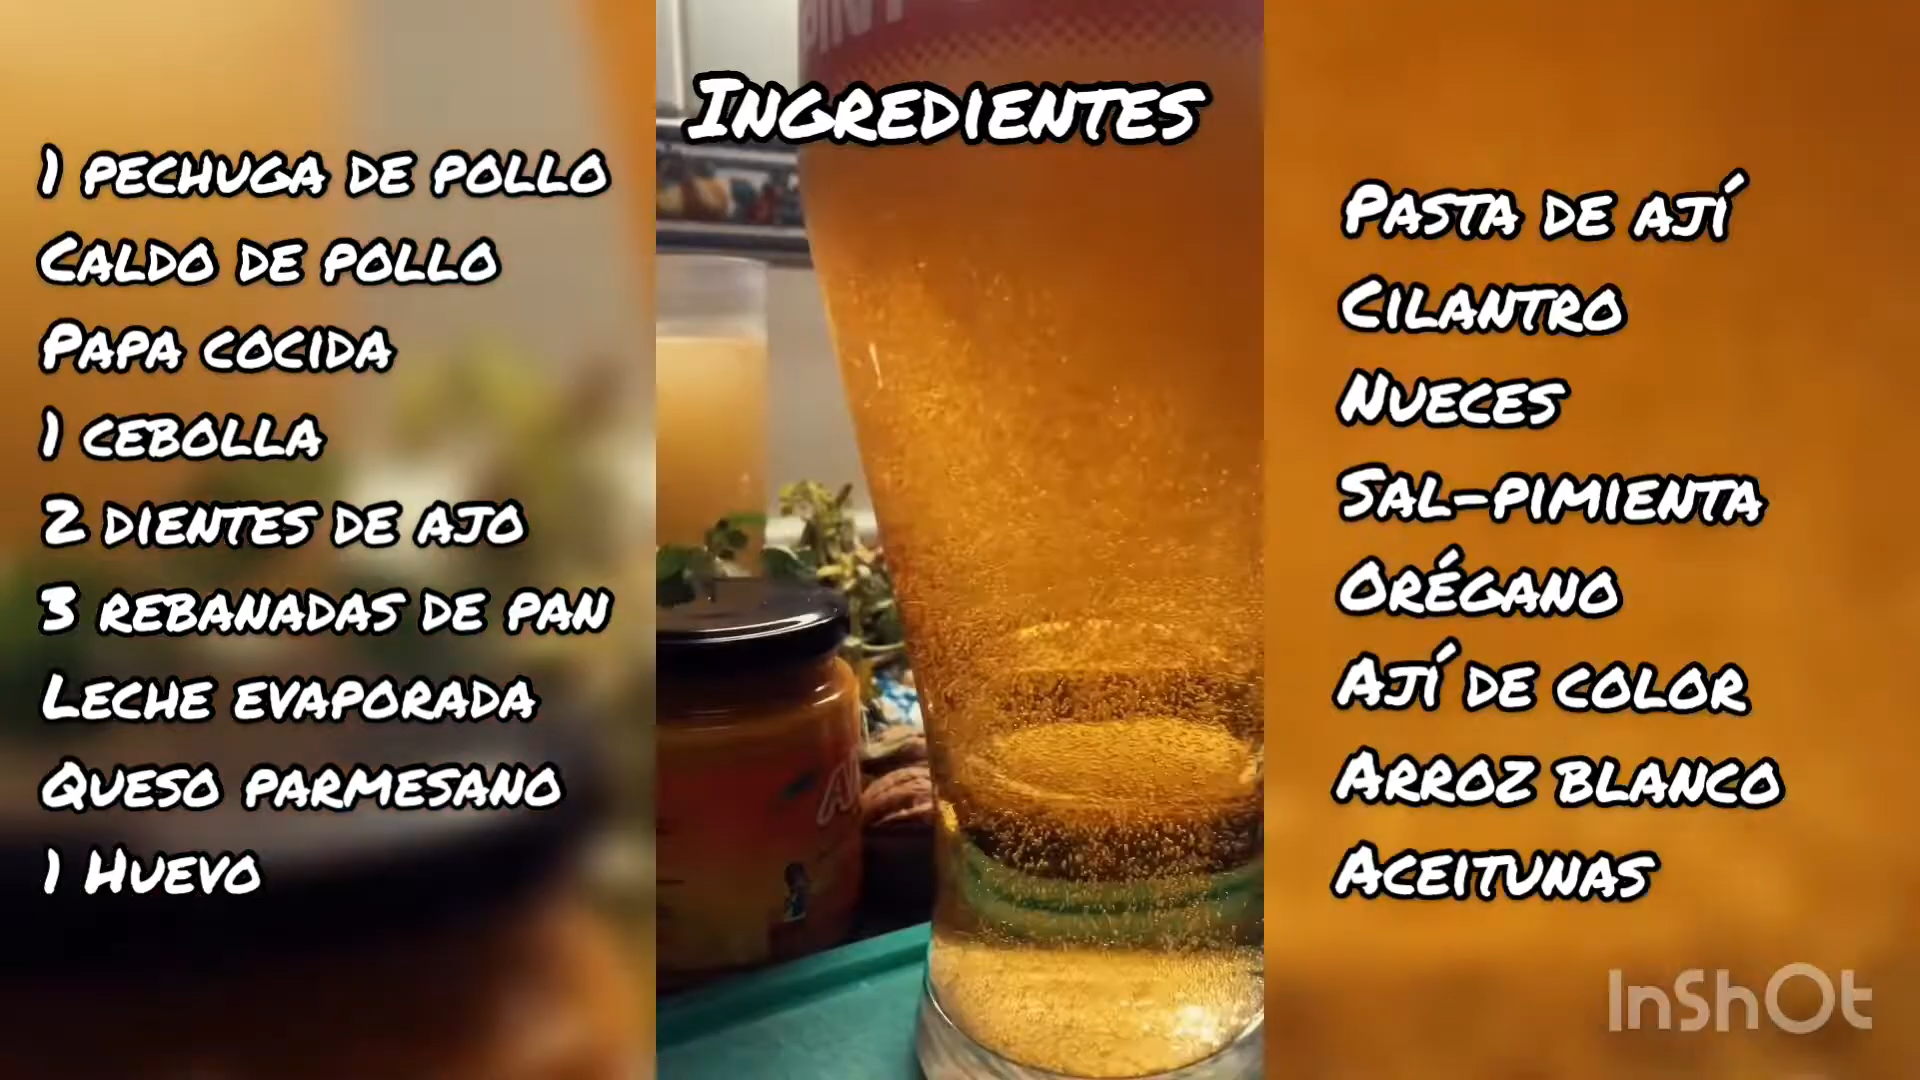 PINT
Ingredientes
1 pechuga de pollo
Caldo de pollo
Papa cocida
1 cebolla
2 dientes de ajo
3 rebanadas de pan
Leche evaporada
Queso parmesano
1 Huevo
Pasta de ají
Cilantro
Nueces
Sal-pimienta
Orégano
Ají de color
Arroz blanco
Aceitunas
InShOt